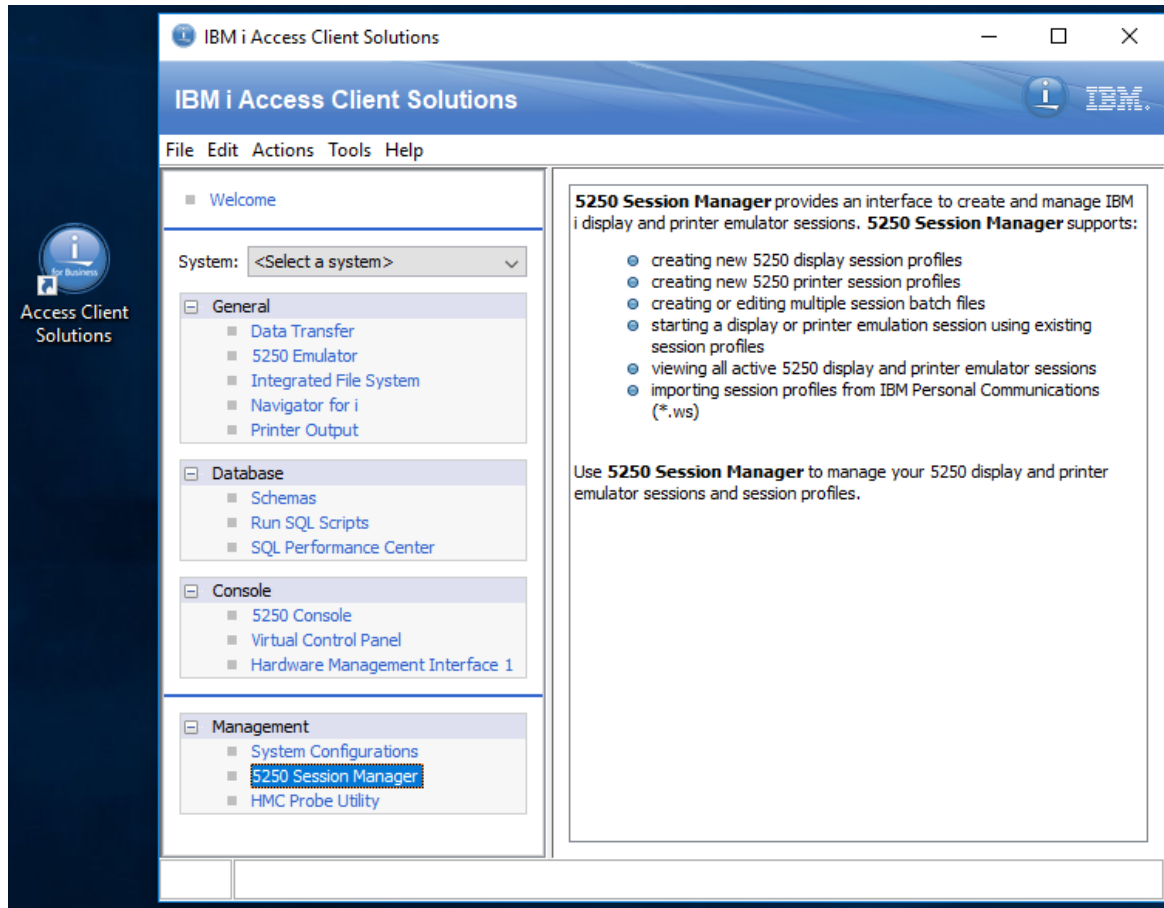 IBM i Access Client Solutions
IBM i Access Client Solutions
i
IBM.
File Edit Actions Tools Help
i
for Business
Access Client
Solutions
Welcome
System: <Select a system>
General
Data Transfer
5250 Emulator
Integrated File System
Navigator for i
Printer Output
Database
Schemas
Run SQL Scripts
SQL Performance Center
Console
5250 Console
Virtual Control Panel
Hardware Management Interface 1
Management
System Configurations
5250 Session Manager
HMC Probe Utility
5250 Session Manager provides an interface to create and manage IBM
i display and printer emulator sessions. 5250 Session Manager supports:
creating new 5250 display session profiles
creating new 5250 printer session profiles
creating or editing multiple session batch files
starting a display or printer emulation session using existing
session profiles
viewing all active 5250 display and printer emulator sessions
importing session profiles from IBM Personal Communications
(*.ws)
Use 5250 Session Manager to manage your 5250 display and printer
emulator sessions and session profiles.